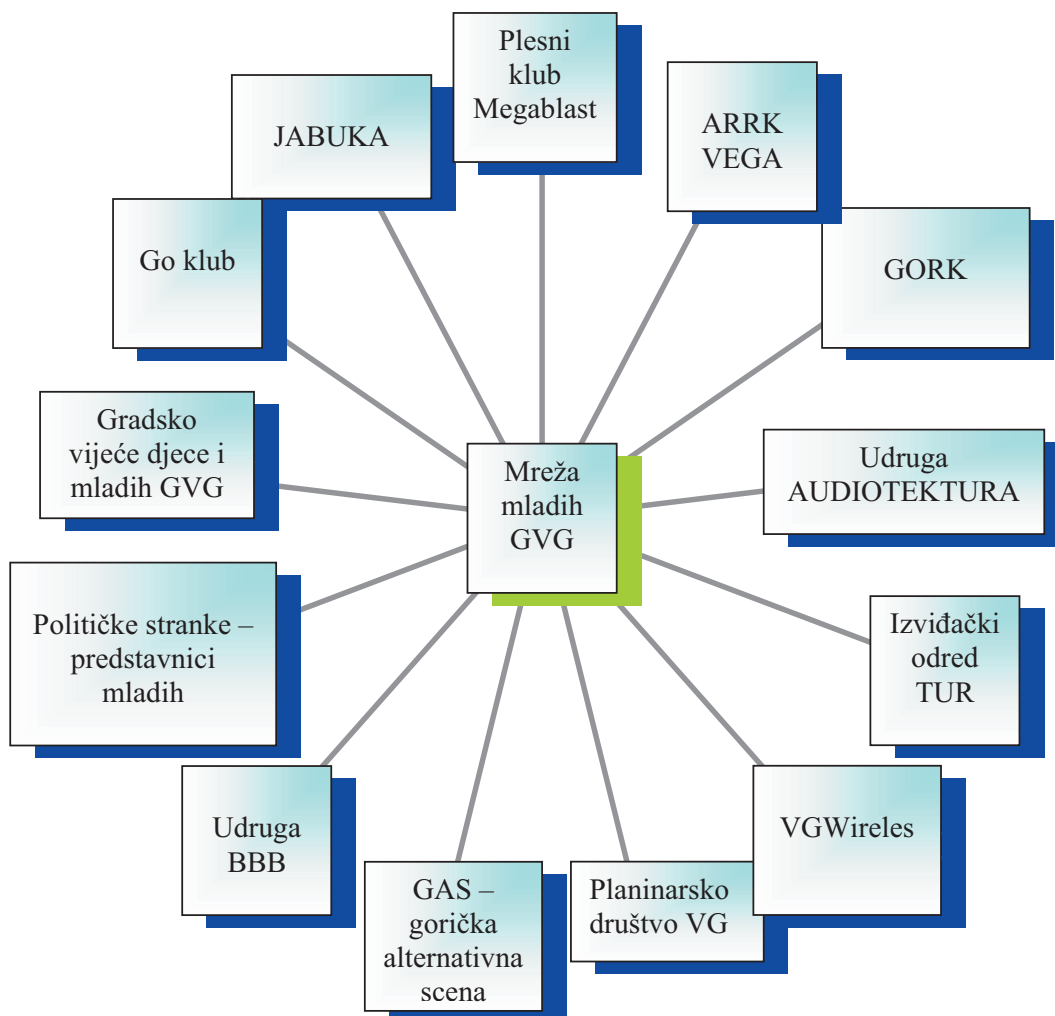 Plesni
klub
Megablast
JABUKA
ARRK
VEGA
Go klub
GORK
Gradsko
vijeće djece i
mladih GVG
Mreža
mladih
GVG
Udruga
AUDIOTEKTURA
Političke stranke –
predstavnici
mladih
Izviđački
odred
TUR
Udruga
BBB
VGWireles
GAS –
gorička
alternativna
scena
Planinarsko
društvo VG